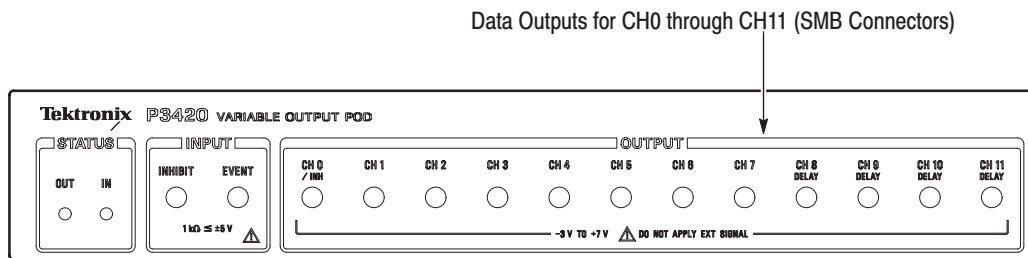 Data Outputs for CH0 through CH11 (SMB Connectors)
Tektronix P3420 VARIABLE OUTPUT POD
STATUS INPUT OUTPUT
OUT IN INHIBIT EVENT CH 0 / INH CH 1 CH 2 CH 3 CH 4 CH 5 CH 6 CH 7 CH 8 DELAY CH 9 DELAY CH 10 DELAY CH 11 DELAY
1 kΩ ≤ ±5 V
-3 V TO +7 V DO NOT APPLY EXT SIGNAL